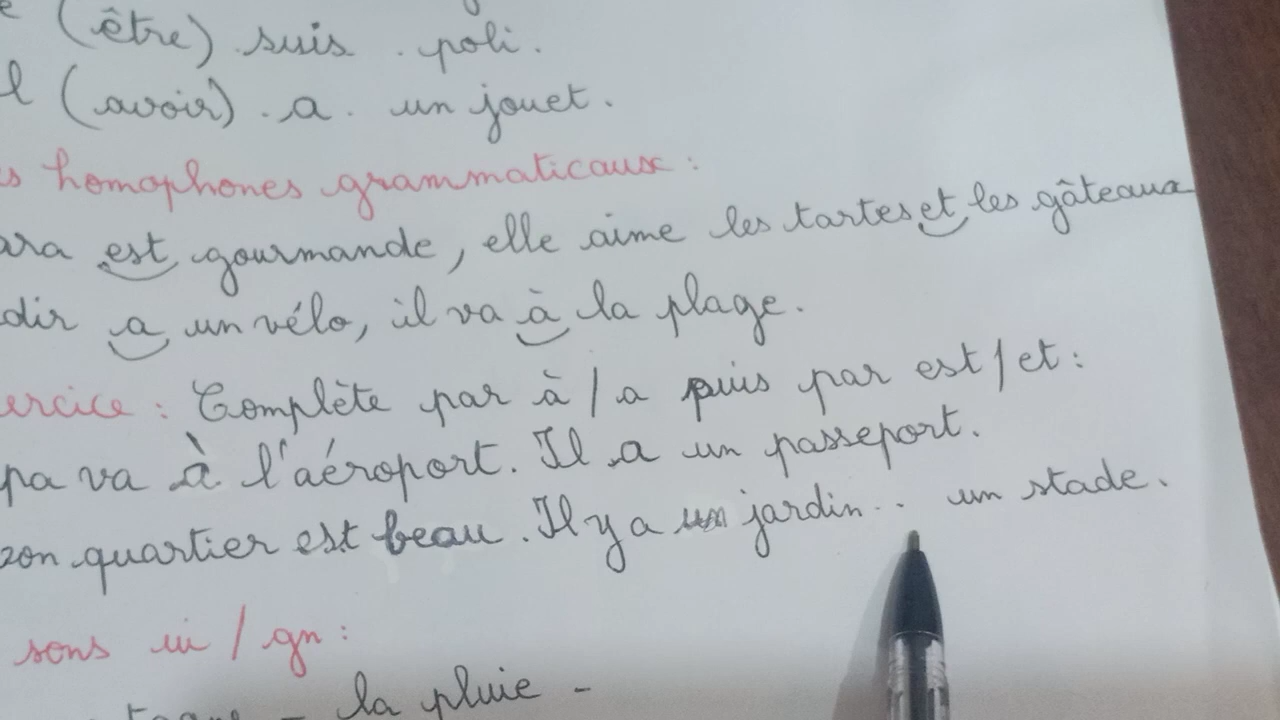 (être) suis . poli.
(avoir) . a . un jouet.
homophones grammaticaux :
est gourmande, elle aime les tartes et les gâteaux
a un vélo, il va à la plage.
Complète par à / a puis par est / et :
va à l'aéroport. Il a un passeport.
quartier est beau. Il y a un jardin .. un stade.
sons ui / gn :
- la pluie -